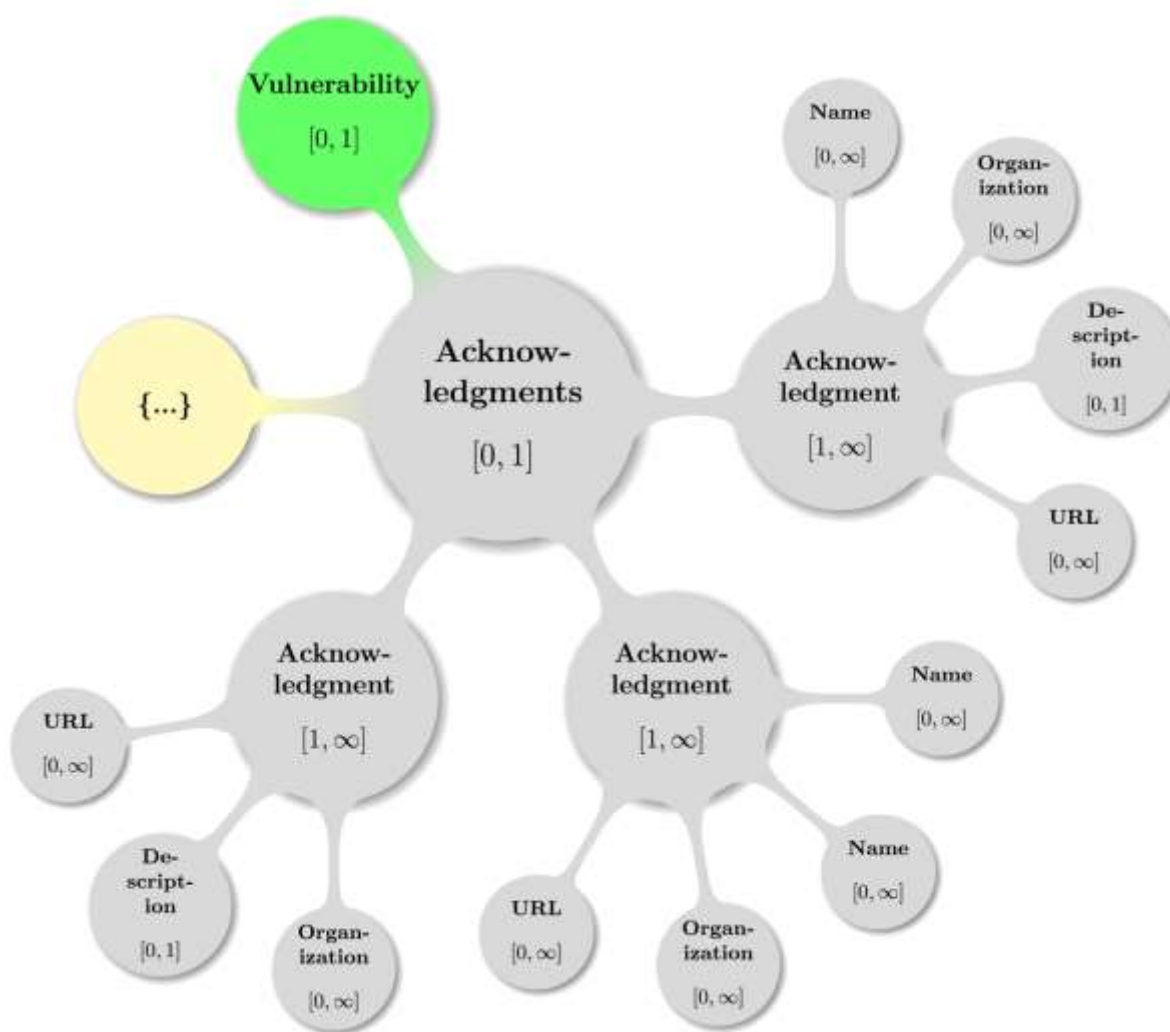 Vulnerability
[0, 1]
Name
[0, ∞]
Organ-
ization
[0, ∞]
De-
script-
ion
[0, 1]
Acknow-
ledgment
[1, ∞]
URL
[0, ∞]
Acknow-
ledgments
[0, 1]
{...}
Acknow-
ledgment
[1, ∞]
URL
[0, ∞]
De-
script-
ion
[0, 1]
Organ-
ization
[0, ∞]
Acknow-
ledgment
[1, ∞]
Name
[0, ∞]
Name
[0, ∞]
URL
[0, ∞]
Organ-
ization
[0, ∞]